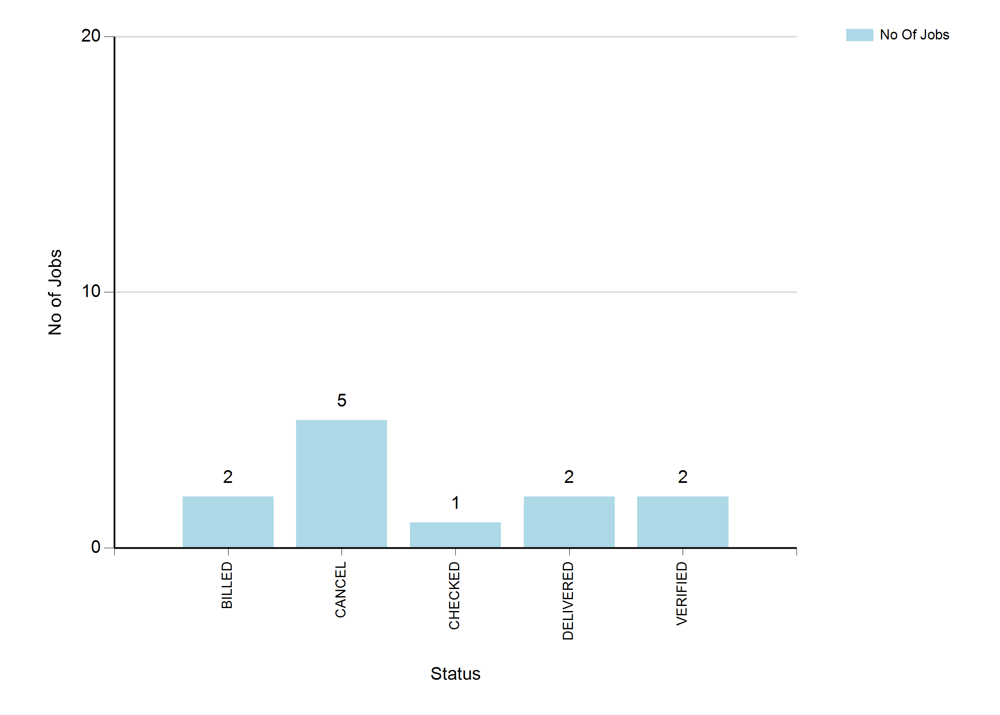 20
No Of Jobs
10
No of Jobs
5
2
2
2
1
0
BILLED
CANCEL
CHECKED
DELIVERED
VERIFIED
Status